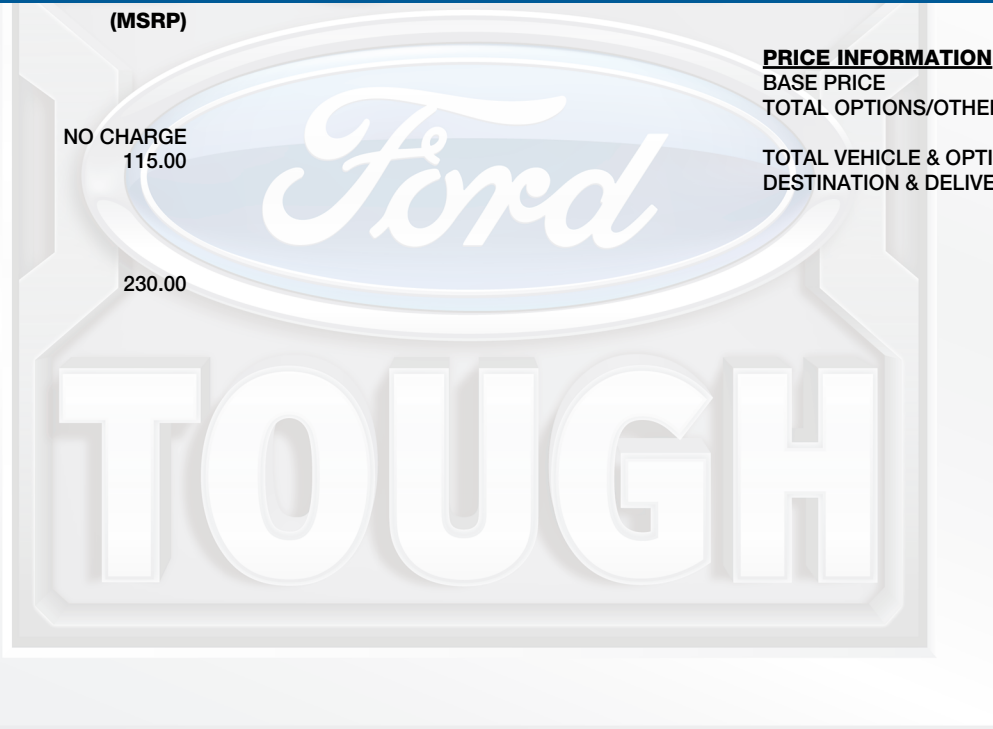 (MSRP)
PRICE INFORMATION
BASE PRICE
TOTAL OPTIONS/OTHE
NO CHARGE
115.00
TOTAL VEHICLE & OPTI
DESTINATION & DELIVE
230.00
Ford
TOUGH